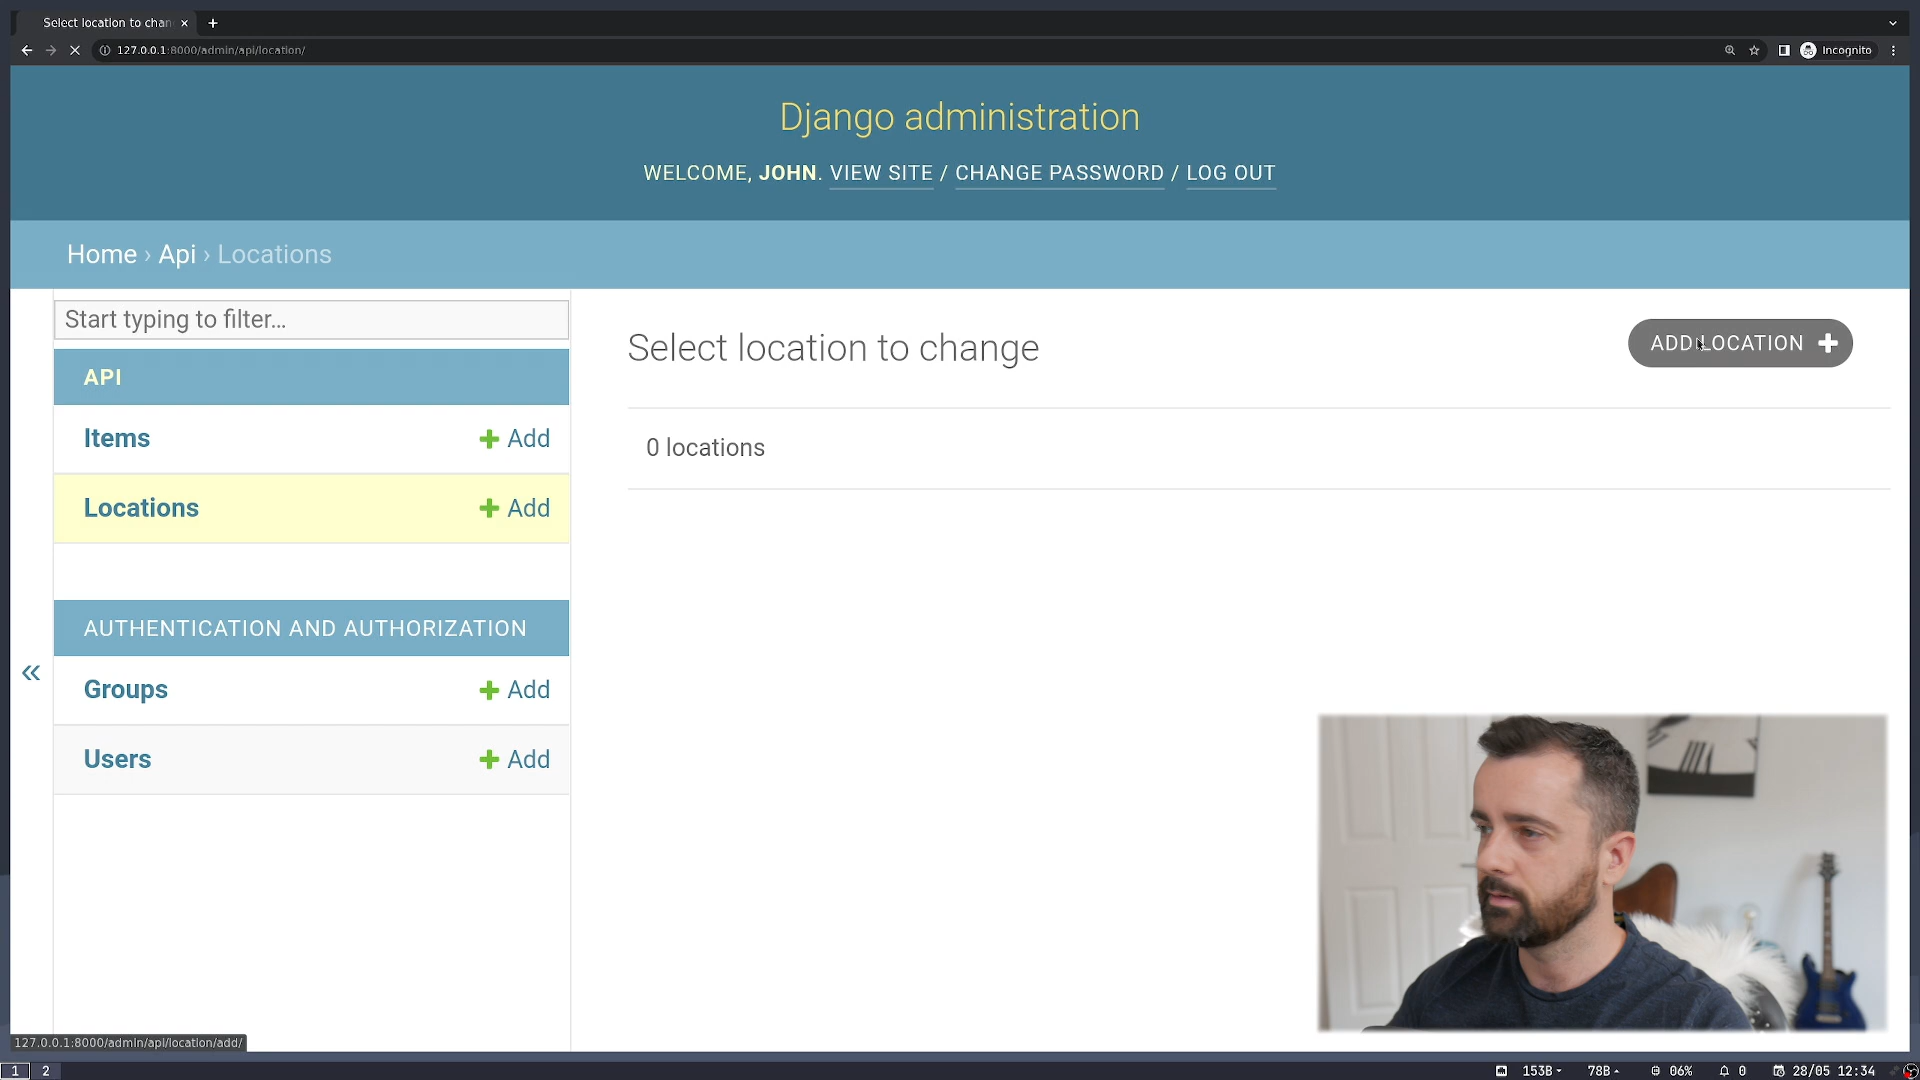 Select location to chan
127.0.0.1:8000/admin/api/location/
Incognito
Django administration
WELCOME, JOHN. VIEW SITE / CHANGE PASSWORD / LOG OUT
Home › Api › Locations
Start typing to filter...
API
Items
Add
Locations
Add
AUTHENTICATION AND AUTHORIZATION
Groups
Add
Users
Add
«
Select location to change
ADD LOCATION
0 locations
127.0.0.1:8000/admin/api/location/add/
1 2
153B 78B 06% 0 28/05 12:34